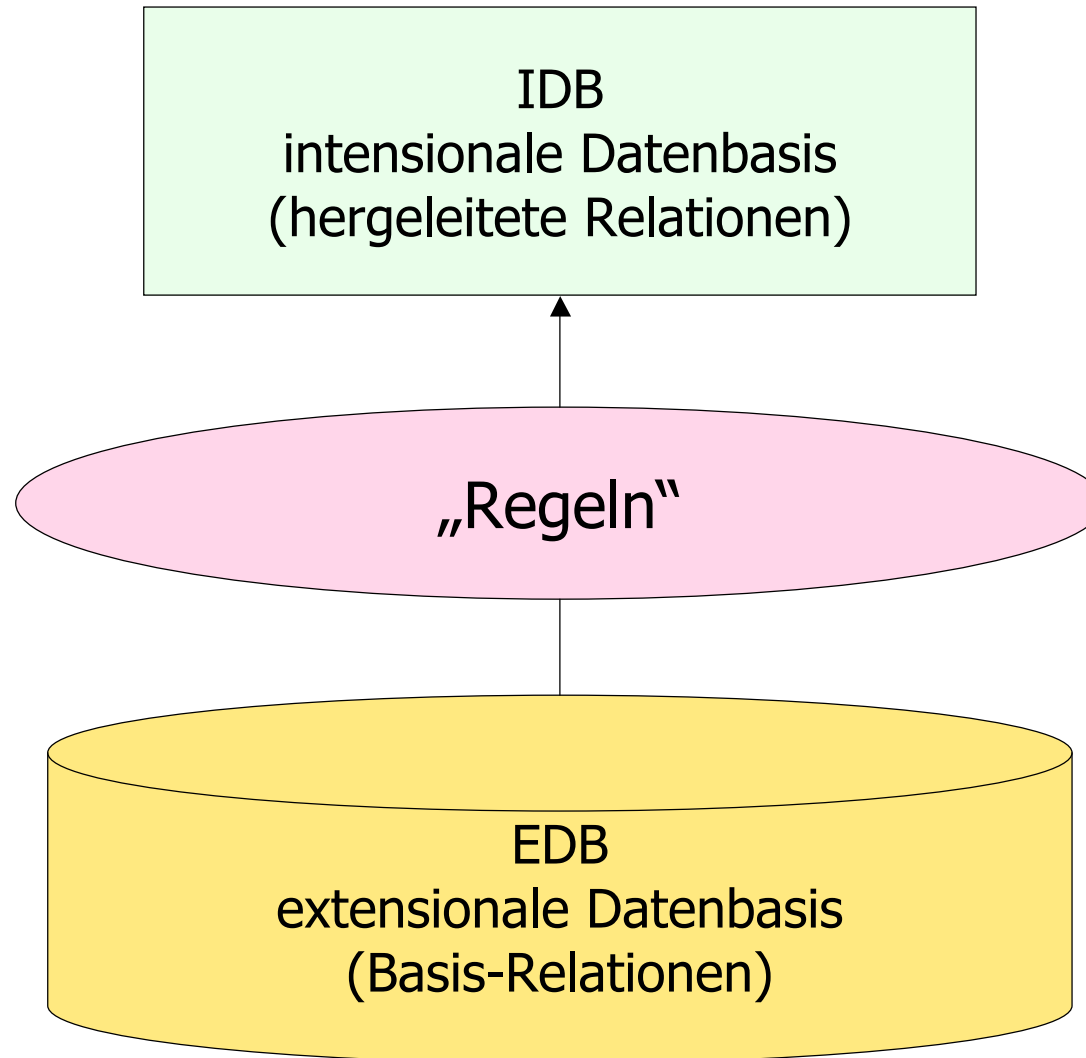 IDB
intensionale Datenbasis
(hergeleitete Relationen)
„Regeln“
EDB
extensionale Datenbasis
(Basis-Relationen)